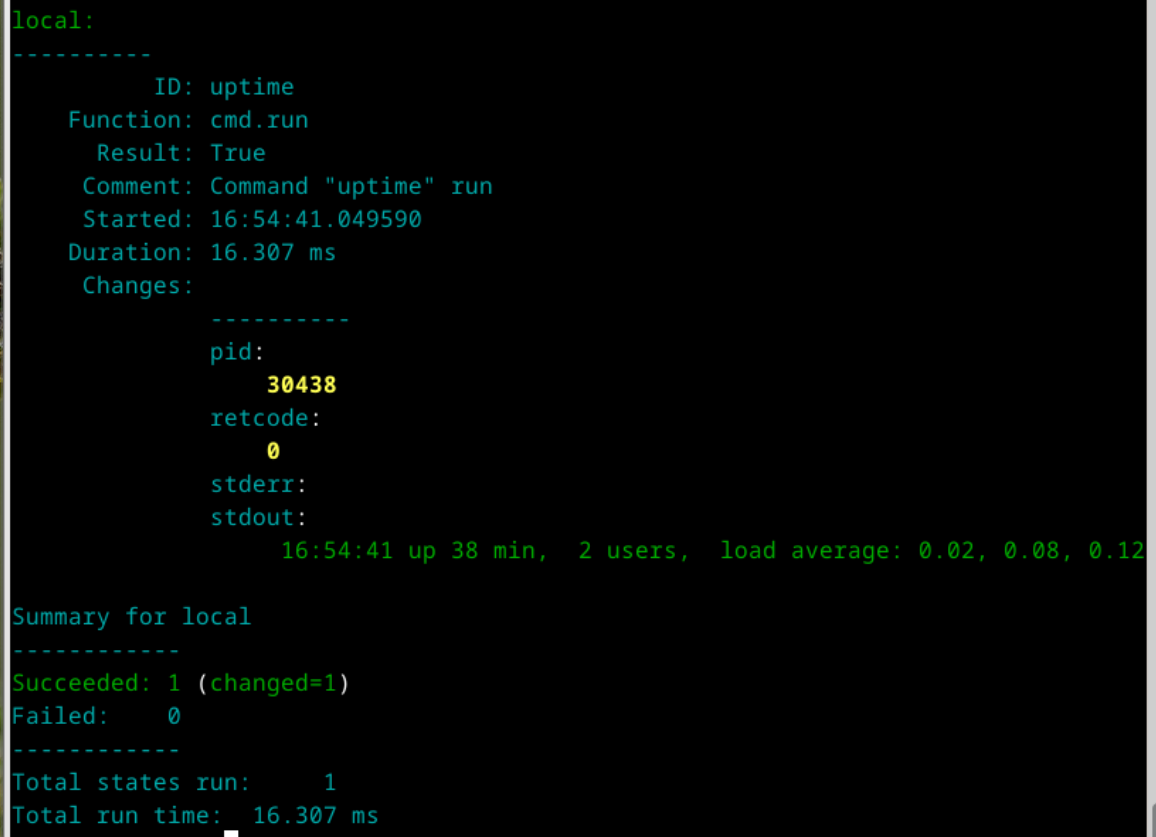 local:
----------
          ID: uptime
    Function: cmd.run
      Result: True
     Comment: Command "uptime" run
     Started: 16:54:41.049590
    Duration: 16.307 ms
     Changes:
              ----------
              pid:
                  30438
              retcode:
                  0
              stderr:
              stdout:
                   16:54:41 up 38 min,  2 users,  load average: 0.02, 0.08, 0.12

Summary for local
------------
Succeeded: 1 (changed=1)
Failed:    0
------------
Total states run:     1
Total run time:  16.307 ms